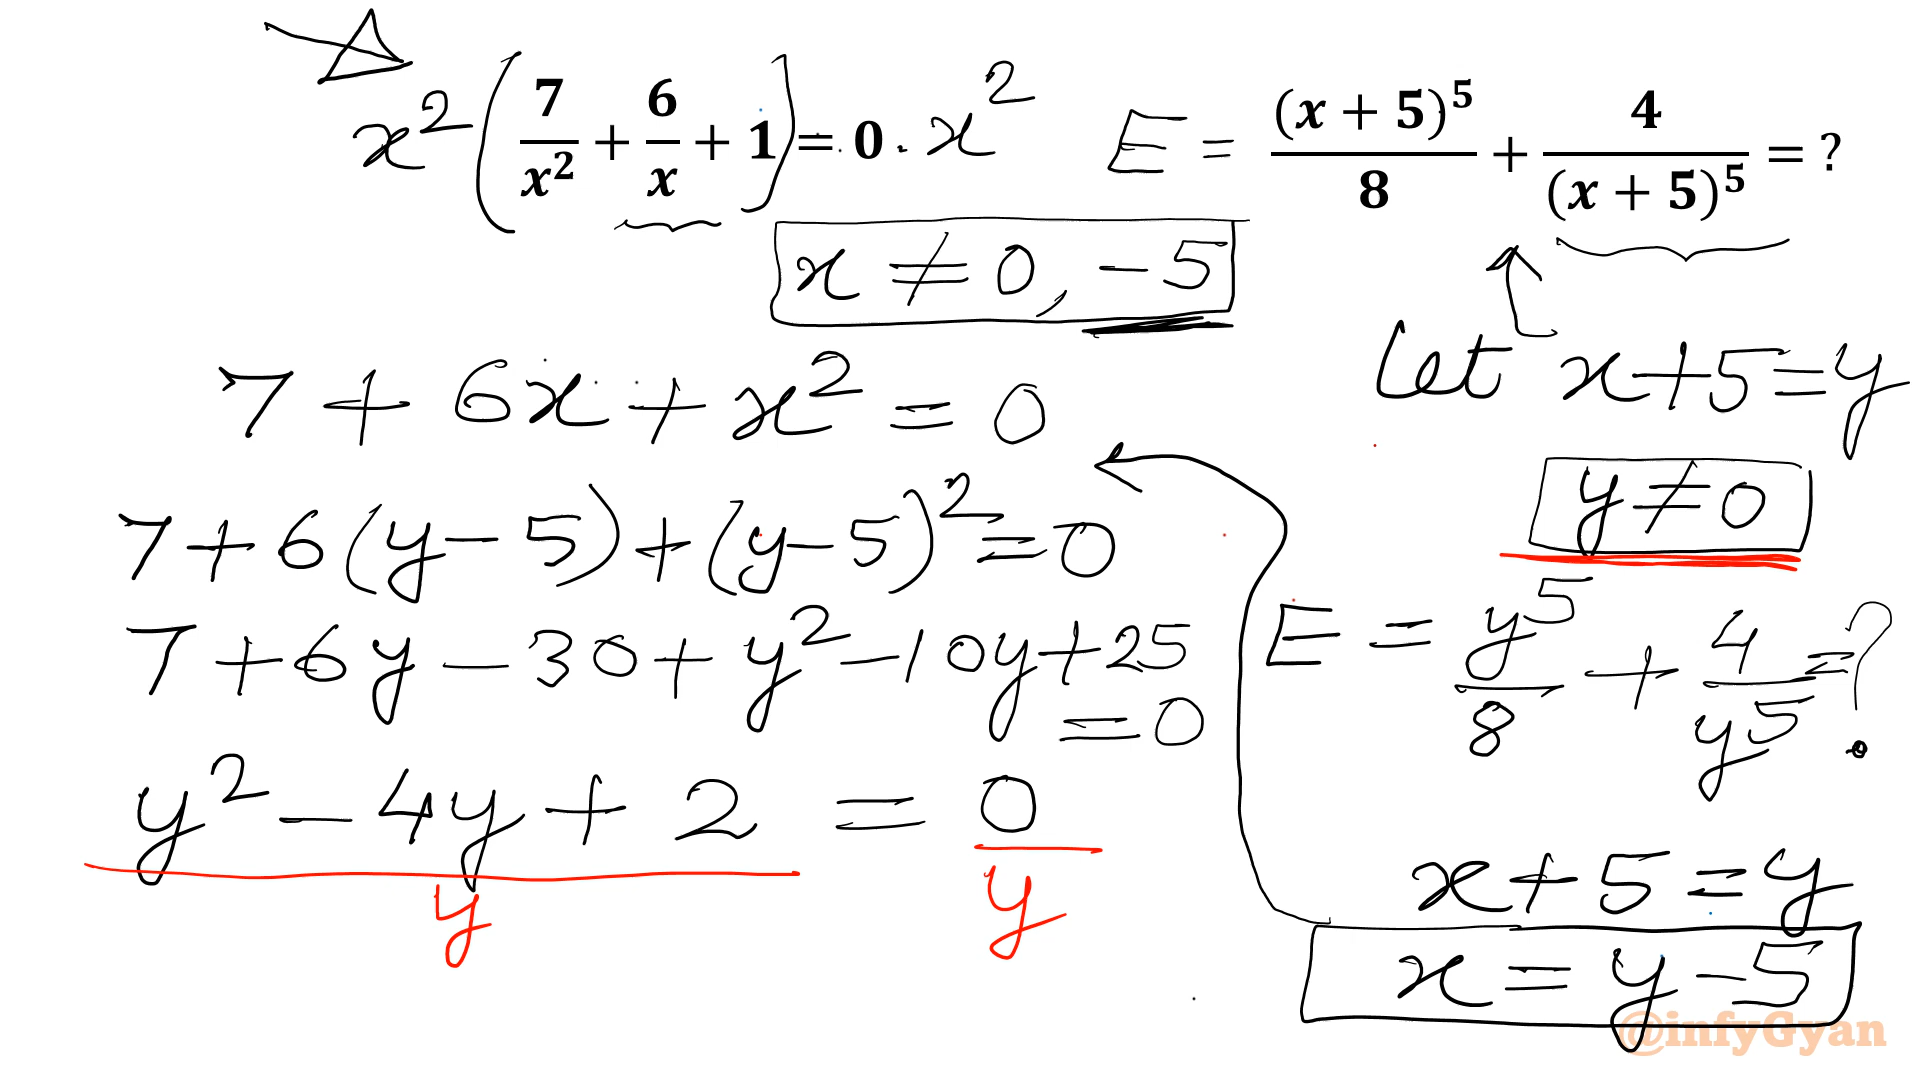 x² (7/x² + 6/x + 1) = 0 . x²
E = (x + 5)⁵/8 + 4/(x + 5)⁵ = ?
x ≠ 0, -5
Let x+5=y
7 + 6x + x² = 0
y ≠ 0
7+6(y-5)+(y-5)²=0
E = y⁵/8 + 4/y⁵ = ?
7+6y-30+y²-10y+25
=0
y² - 4y + 2 = 0
y y
x+5=y
x=y-5
@infyGyan